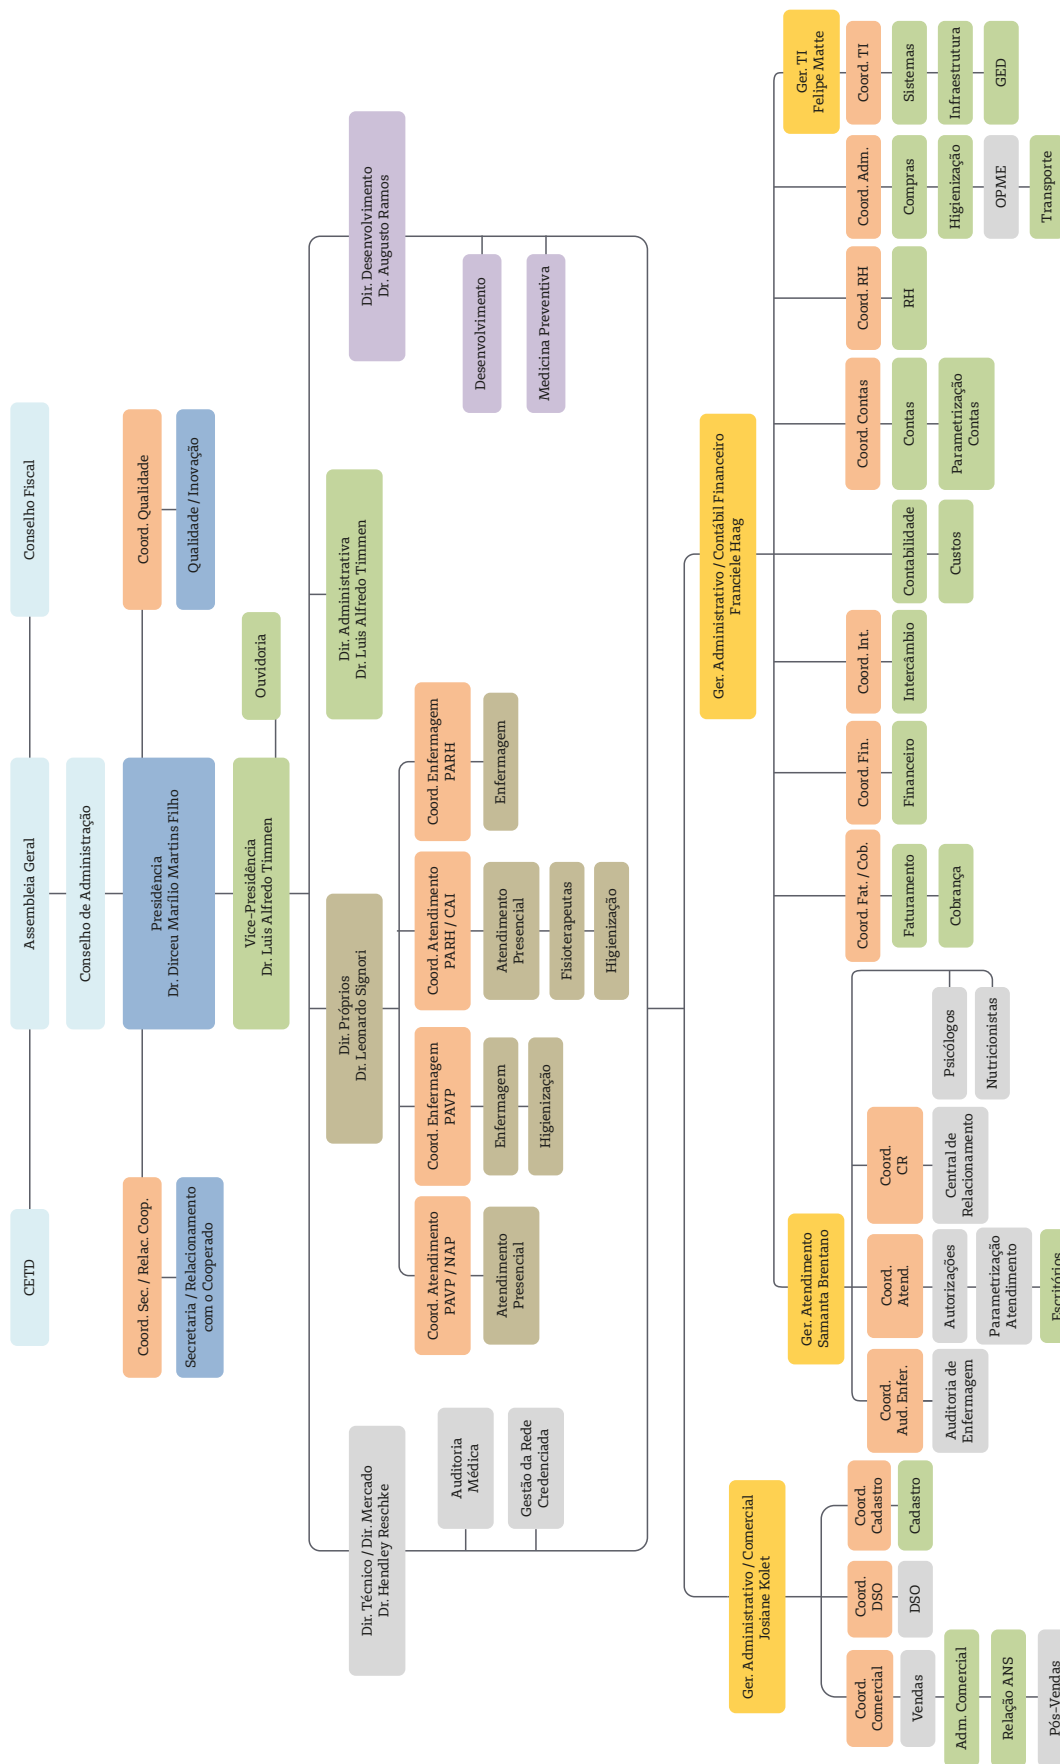 CETD
Assembleia Geral
Conselho Fiscal
Conselho de Administração
Coord. Sec. / Relac. Coop.
Secretaria / Relacionamento
com o Cooperado
Presidência
Dr. Dirceu Marílio Martins Filho
Coord. Qualidade
Qualidade / Inovação
Vice-Presidência
Dr. Luis Alfredo Timmen
Ouvidoria
Dir. Técnico / Dir. Mercado
Dr. Hendley Reschke
Auditoria
Médica
Gestão da Rede
Credenciada
Dir. Próprios
Dr. Leonardo Signori
Coord. Atendimento
PAVP / NAP
Atendimento
Presencial
Coord. Enfermagem
PAVP
Enfermagem
Higienização
Coord. Atendimento
PARH / CAI
Atendimento
Presencial
Fisioterapeutas
Higienização
Coord. Enfermagem
PARH
Enfermagem
Dir. Administrativa
Dr. Luis Alfredo Timmen
Dir. Desenvolvimento
Dr. Augusto Ramos
Desenvolvimento
Medicina Preventiva
Ger. Administrativo / Comercial
Josiane Kolet
Coord.
Comercial
Vendas
Adm. Comercial
Relação ANS
Pós-Vendas
Coord.
DSO
DSO
Coord.
Cadastro
Cadastro
Ger. Administrativo / Contábil Financeiro
Franciele Haag
Ger. Atendimento
Samanta Brentano
Coord.
Aud. Enfer.
Auditoria de
Enfermagem
Coord.
Atend.
Autorizações
Parametrização
Atendimento
Escritórios
Coord.
CR
Central de
Relacionamento
Psicólogos
Nutricionistas
Coord. Fat. / Cob.
Faturamento
Cobrança
Coord. Fin.
Financeiro
Coord. Int.
Intercâmbio
Contabilidade
Custos
Coord. Contas
Contas
Parametrização
Contas
Coord. RH
RH
Coord. Adm.
Compras
Higienização
OPME
Transporte
Ger. TI
Felipe Matte
Coord. TI
Sistemas
Infraestrutura
GED